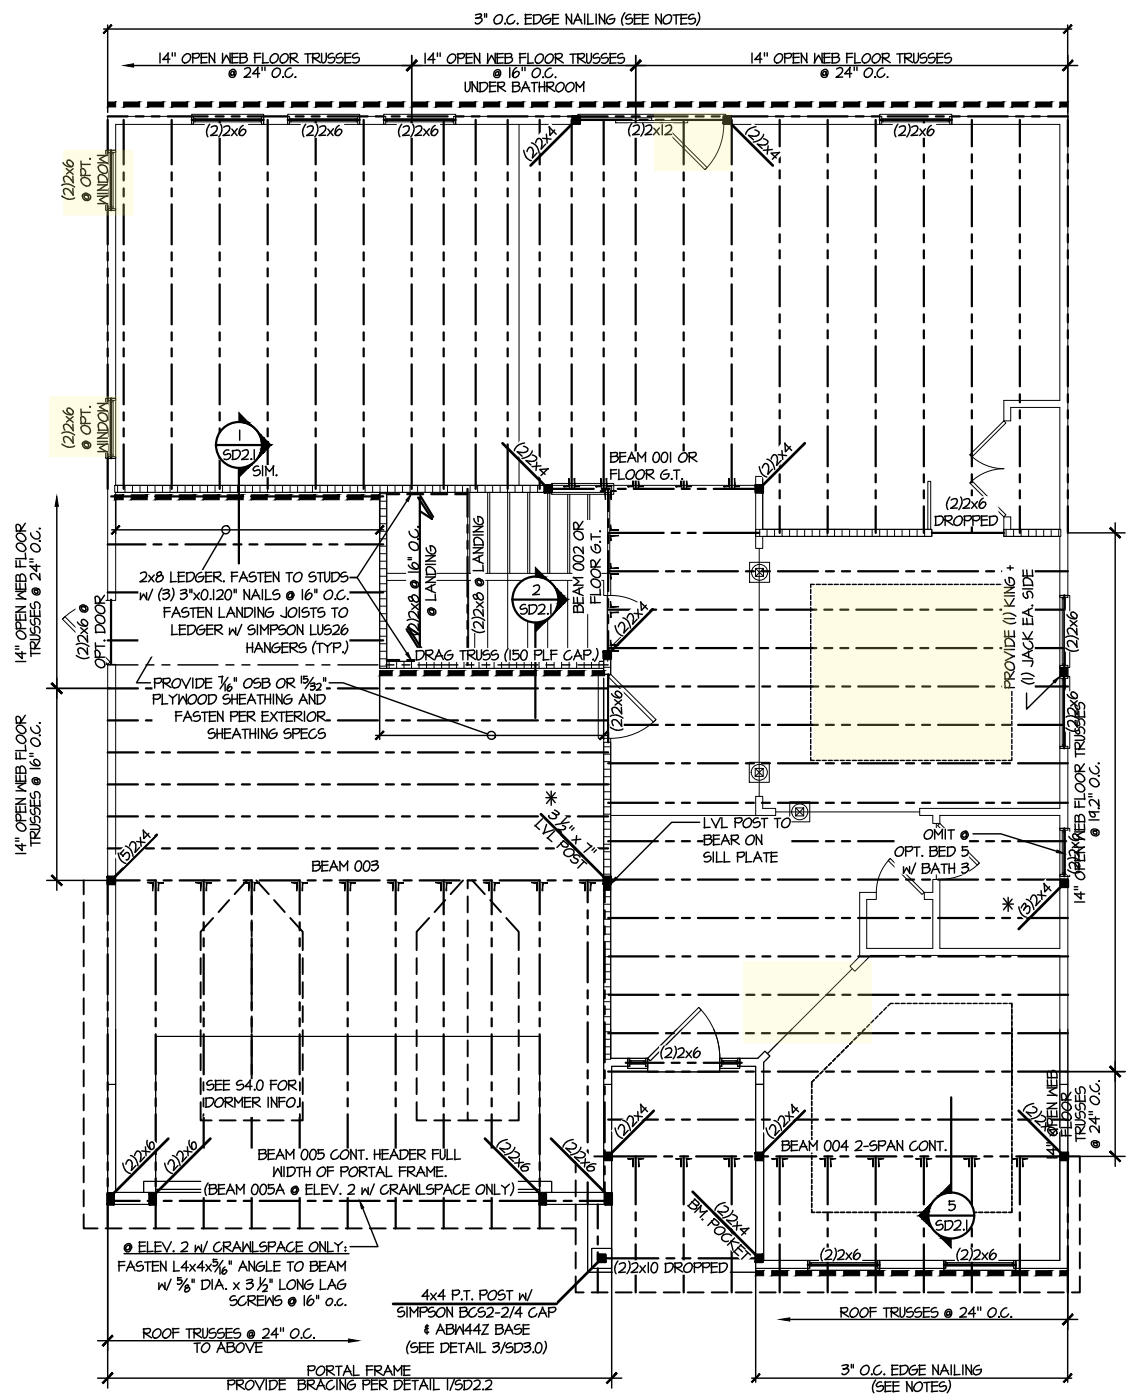 3" O.C. EDGE NAILING (SEE NOTES)
14" OPEN WEB FLOOR TRUSSES
@ 24" O.C.
14" OPEN WEB FLOOR TRUSSES
@ 16" O.C.
UNDER BATHROOM
14" OPEN WEB FLOOR TRUSSES
@ 24" O.C.
(2)2x6
(2)2x6
(2)2x6
(2)2x4
(2)2x12
(2)2x4
(2)2x6
(2)2x6
@ OPT.
WINDOW
(2)2x6
@ OPT.
WINDOW
1
SD2.1
SIM.
(2)2x4
BEAM 001 OR
FLOOR G.T.
(2)2x4
(2)2x6
DROPPED
14" OPEN WEB FLOOR
TRUSSES @ 24" O.C.
(2)2x6 @
OPT. DOOR
2x8 LEDGER. FASTEN TO STUDS
W/ (3) 3"x0.120" NAILS @ 16" O.C.
FASTEN LANDING JOISTS TO
LEDGER W/ SIMPSON LUS26
HANGERS (TYP.)
(2)2x8 @ 16" O.C.
@ LANDING
(2)2x8 @ LANDING
2
SD2.1
BEAM 002 OR
FLOOR G.T.
(2)2x4
DRAG TRUSS (150 PLF CAP.)
PROVIDE (1) KING +
(1) JACK EA. SIDE
(2)2x6
(2)2x6
PROVIDE 7/16" OSB OR 15/32"
PLYWOOD SHEATHING AND
FASTEN PER EXTERIOR
SHEATHING SPECS
(2)2x6
14" OPEN WEB FLOOR
TRUSSES @ 16" O.C.
14" OPEN WEB FLOOR TRUSSES
@ 19.2" O.C.
(5)2x4
BEAM 003
*
3 1/2" x 7"
LVL POST
LVL POST TO
BEAR ON
SILL PLATE
OMIT @
OPT. BED 5
W/ BATH 3
(2)2x6
*
(3)2x4
SEE S4.0 FOR
DORMER INFO.
(2)2x6
(2)2x6
(2)2x6
BEAM 005 CONT. HEADER FULL
WIDTH OF PORTAL FRAME.
(BEAM 005A @ ELEV. 2 W/ CRAWLSPACE ONLY)
(2)2x6
(2)2x6
(2)2x4
(2)2x4
BEAM 004 2-SPAN CONT.
(2)2x4
14" OPEN WEB
FLOOR
TRUSSES
@ 24" O.C.
(2)2x4
BM. POCKET
5
SD2.1
@ ELEV. 2 W/ CRAWLSPACE ONLY:
FASTEN L4x4x5/16" ANGLE TO BEAM
W/ 5/8" DIA. x 3 1/2" LONG LAG
SCREWS @ 16" o.c.
(2)2x10 DROPPED
(2)2x6
(2)2x6
4x4 P.T. POST W/
SIMPSON BCS2-2/4 CAP
& ABW44Z BASE
(SEE DETAIL 3/SD3.0)
ROOF TRUSSES @ 24" O.C.
ROOF TRUSSES @ 24" O.C.
TO ABOVE
PORTAL FRAME
PROVIDE BRACING PER DETAIL 1/SD2.2
3" O.C. EDGE NAILING
(SEE NOTES)